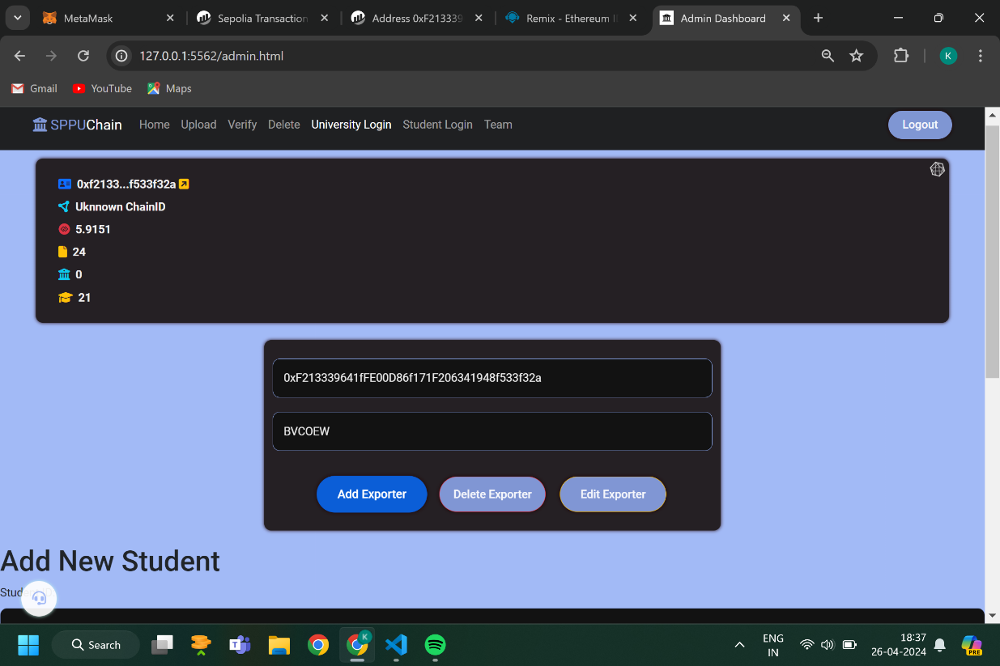 MetaMask
Sepolia Transaction
Address 0xF213339
Remix - Ethereum I
Admin Dashboard
127.0.0.1:5562/admin.html
K
Gmail YouTube Maps
SPPUChain Home Upload Verify Delete University Login Student Login Team Logout
0xf2133...f533f32a
Uknnown ChainID
5.9151
24
0
21
0xF213339641fFE00D86f171F206341948f533f32a
BVCOEW
Add Exporter Delete Exporter Edit Exporter
Add New Student
Search
K
ENG
IN
18:37
26-04-2024
PRE